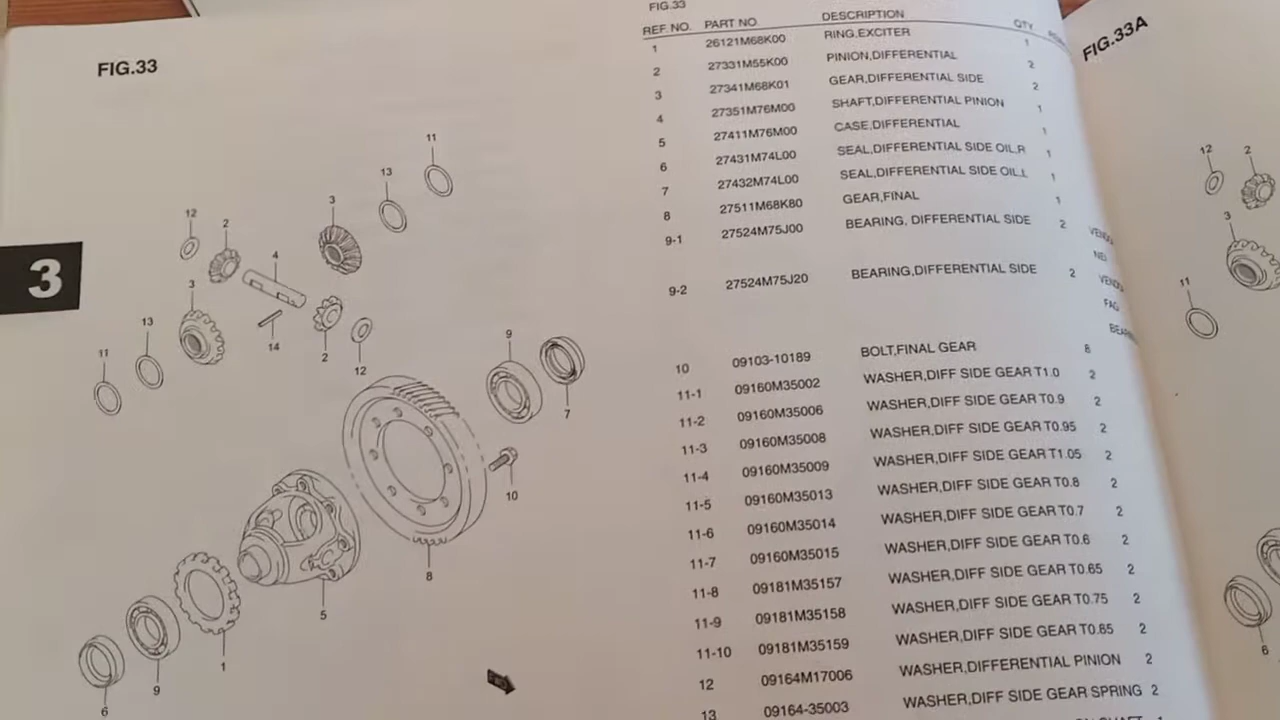 FIG.33
3
11
13
3
12
2
4
3
13
11
14
2
12
9
7
10
8
5
1
9
6
FIG.33
REF NO. PART NO. DESCRIPTION QTY
1 26121M68K00 RING,EXCITER 1
2 27331M55K00 PINION,DIFFERENTIAL 2
3 27341M68K01 GEAR,DIFFERENTIAL SIDE 2
4 27351M76M00 SHAFT,DIFFERENTIAL PINION 1
5 27411M76M00 CASE,DIFFERENTIAL 1
6 27431M74L00 SEAL,DIFFERENTIAL SIDE OIL,R 1
7 27432M74L00 SEAL,DIFFERENTIAL SIDE OIL,L 1
8 27511M68K80 GEAR,FINAL 1
9-1 27524M75J00 BEARING, DIFFERENTIAL SIDE 2
9-2 27524M75J20 BEARING,DIFFERENTIAL SIDE 2
FAG
10 09103-10189 BOLT,FINAL GEAR 8
11-1 09160M35002 WASHER,DIFF SIDE GEAR T1.0 2
11-2 09160M35006 WASHER,DIFF SIDE GEAR T0.9 2
11-3 09160M35008 WASHER,DIFF SIDE GEAR T0.95 2
11-4 09160M35009 WASHER,DIFF SIDE GEAR T1.05 2
11-5 09160M35013 WASHER,DIFF SIDE GEAR T0.8 2
11-6 09160M35014 WASHER,DIFF SIDE GEAR T0.7 2
11-7 09160M35015 WASHER,DIFF SIDE GEAR T0.6 2
11-8 09181M35157 WASHER,DIFF SIDE GEAR T0.65 2
11-9 09181M35158 WASHER,DIFF SIDE GEAR T0.75 2
11-10 09181M35159 WASHER,DIFF SIDE GEAR T0.85 2
12 09164M17006 WASHER,DIFFERENTIAL PINION 2
13 09164-35003 WASHER,DIFF SIDE GEAR SPRING 2
FIG.33A
12
2
3
11
6